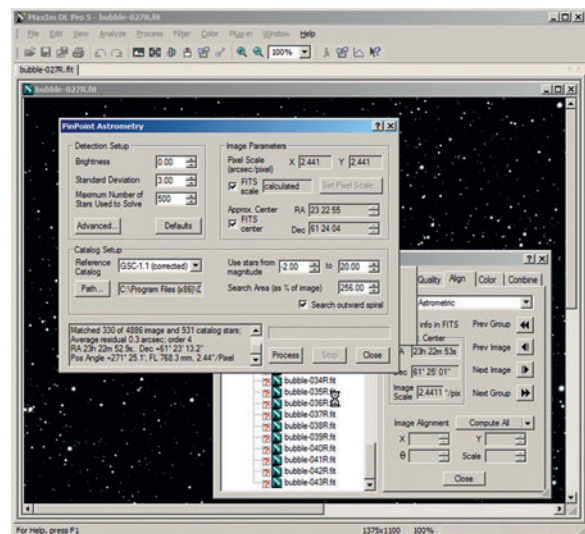 MaxIm DL Pro 5 - bubble-027R.fit
File Edit View Analyze Process Filter Color Plug-in Window Help
100%
bubble-027R.fit
bubble-027R.fit
PinPoint Astrometry
Detection Setup
Brightness 0.00
Standard Deviation 3.00
Maximum Number of
Stars Used to Solve 500
Advanced... Defaults
Image Parameters
Pixel Scale
(arcsec/pixel) X 2.441 Y 2.441
FITS
scale calculated Set Pixel Scale...
Approx. Center RA 23 22 55
FITS
center Dec 61 24 04
Catalog Setup
Reference
Catalog GSC-1.1 (corrected)
Path... C:\Program Files (x86)\D
Use stars from
magnitude -2.00 to 20.00
Search Area (as % of image) 256.00
Search outward spiral
Matched 330 of 4886 image and 931 catalog stars;
Average residual 0.3 arcsec; order 4
RA 23h 22m 52.9s, Dec +61° 23' 13.2"
Pos Angle +271° 25.1', FL 768.3 mm, 2.44"/Pixel
Process Stop Close
Quality Align Color Combine
Astrometric
info in FITS Prev Group
Center
RA 23h 22m 53s Prev Image
Dec 61° 25' 01" Next Image
Image
Scale 2.4411 "/pix Next Group
Image Alignment Compute All
X Y
θ Scale
Close
bubble-034R.fit
bubble-035R.fit
bubble-036R.fit
bubble-037R.fit
bubble-038R.fit
bubble-039R.fit
bubble-040R.fit
bubble-041R.fit
bubble-042R.fit
bubble-043R.fit
For Help, press F1 1375x1100 100%